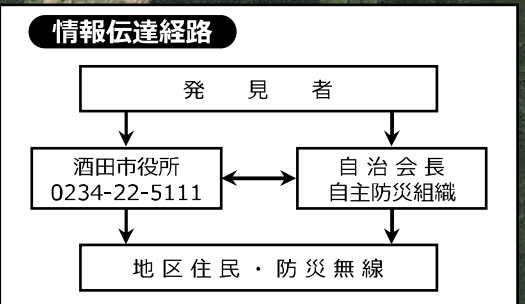 情報伝達経路
発見者
酒田市役所
0234-22-5111
自治会長
自主防災組織
地区住民・防災無線